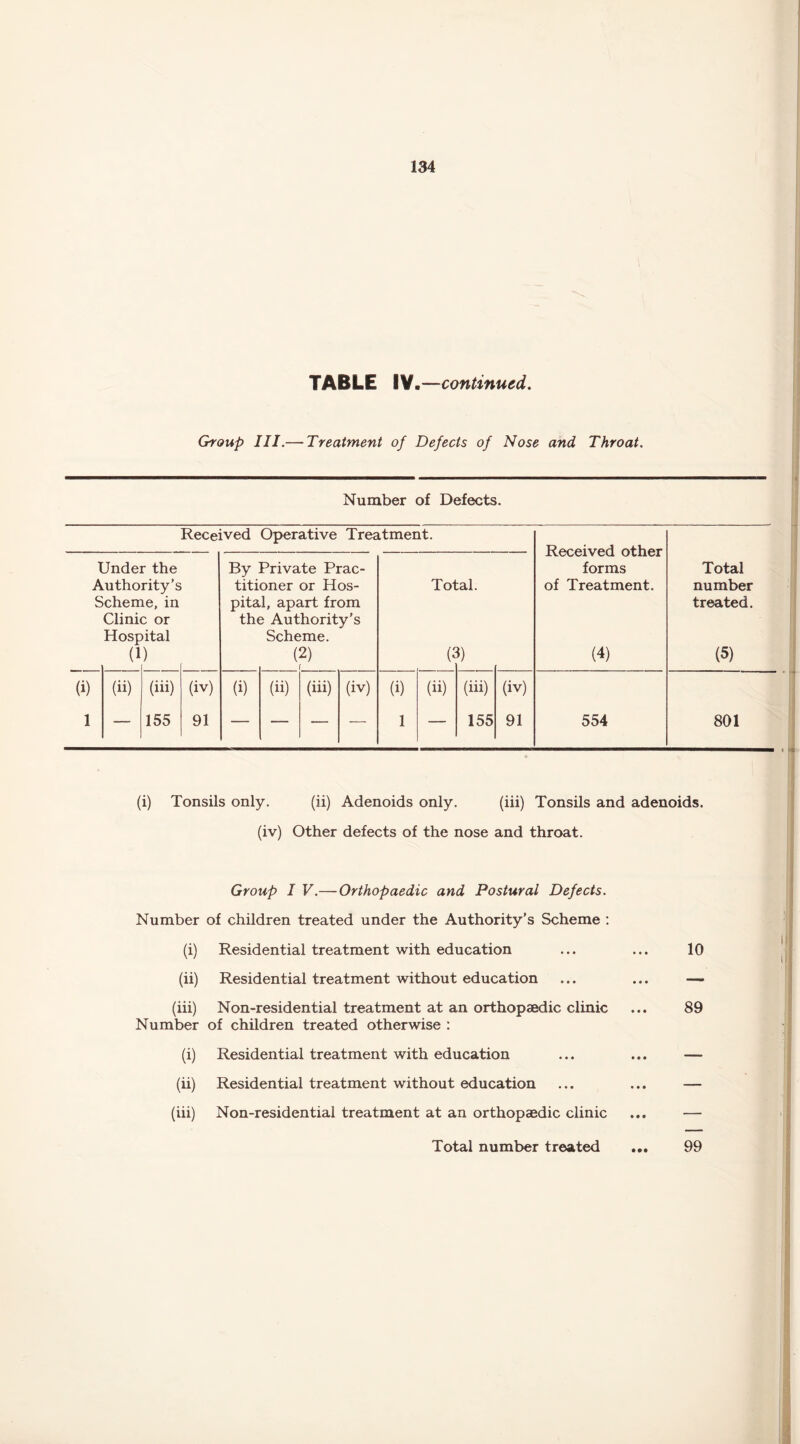 134
TABLE IV.—continued.
Group III.—Treatment of Defects of Nose and Throat.
Number of Defects.
Received Operative Treatment.
Under the
Authority's
Scheme, in
Clinic or
Hospital
(1)
By Private Prac-
titioner or Hos-
pital, apart from
the Authority's
Scheme.
(2)
Total.
(3)
Received other
forms
of Treatment.
(4)
Total
number
treated.
(5)
(i) (ii) (iii) (iv) (i) (ii) (iii) (iv) (i) (ii) (iii) (iv)
1 — 155 91 — — — — 1 — 155 91 554 801
(i) Tonsils only. (ii) Adenoids only. (iii) Tonsils and adenoids.
(iv) Other defects of the nose and throat.
Group I V.—Orthopaedic and Postural Defects.
Number of children treated under the Authority's Scheme :
(i) Residential treatment with education ... ... 10
(ii) Residential treatment without education ... ... —
(iii) Non-residential treatment at an orthopædic clinic ... 89
Number of children treated otherwise :
(i) Residential treatment with education ... ... —
(ii) Residential treatment without education ... ... —
(iii) Non-residential treatment at an orthopædic clinic ... —
Total number treated ... 99